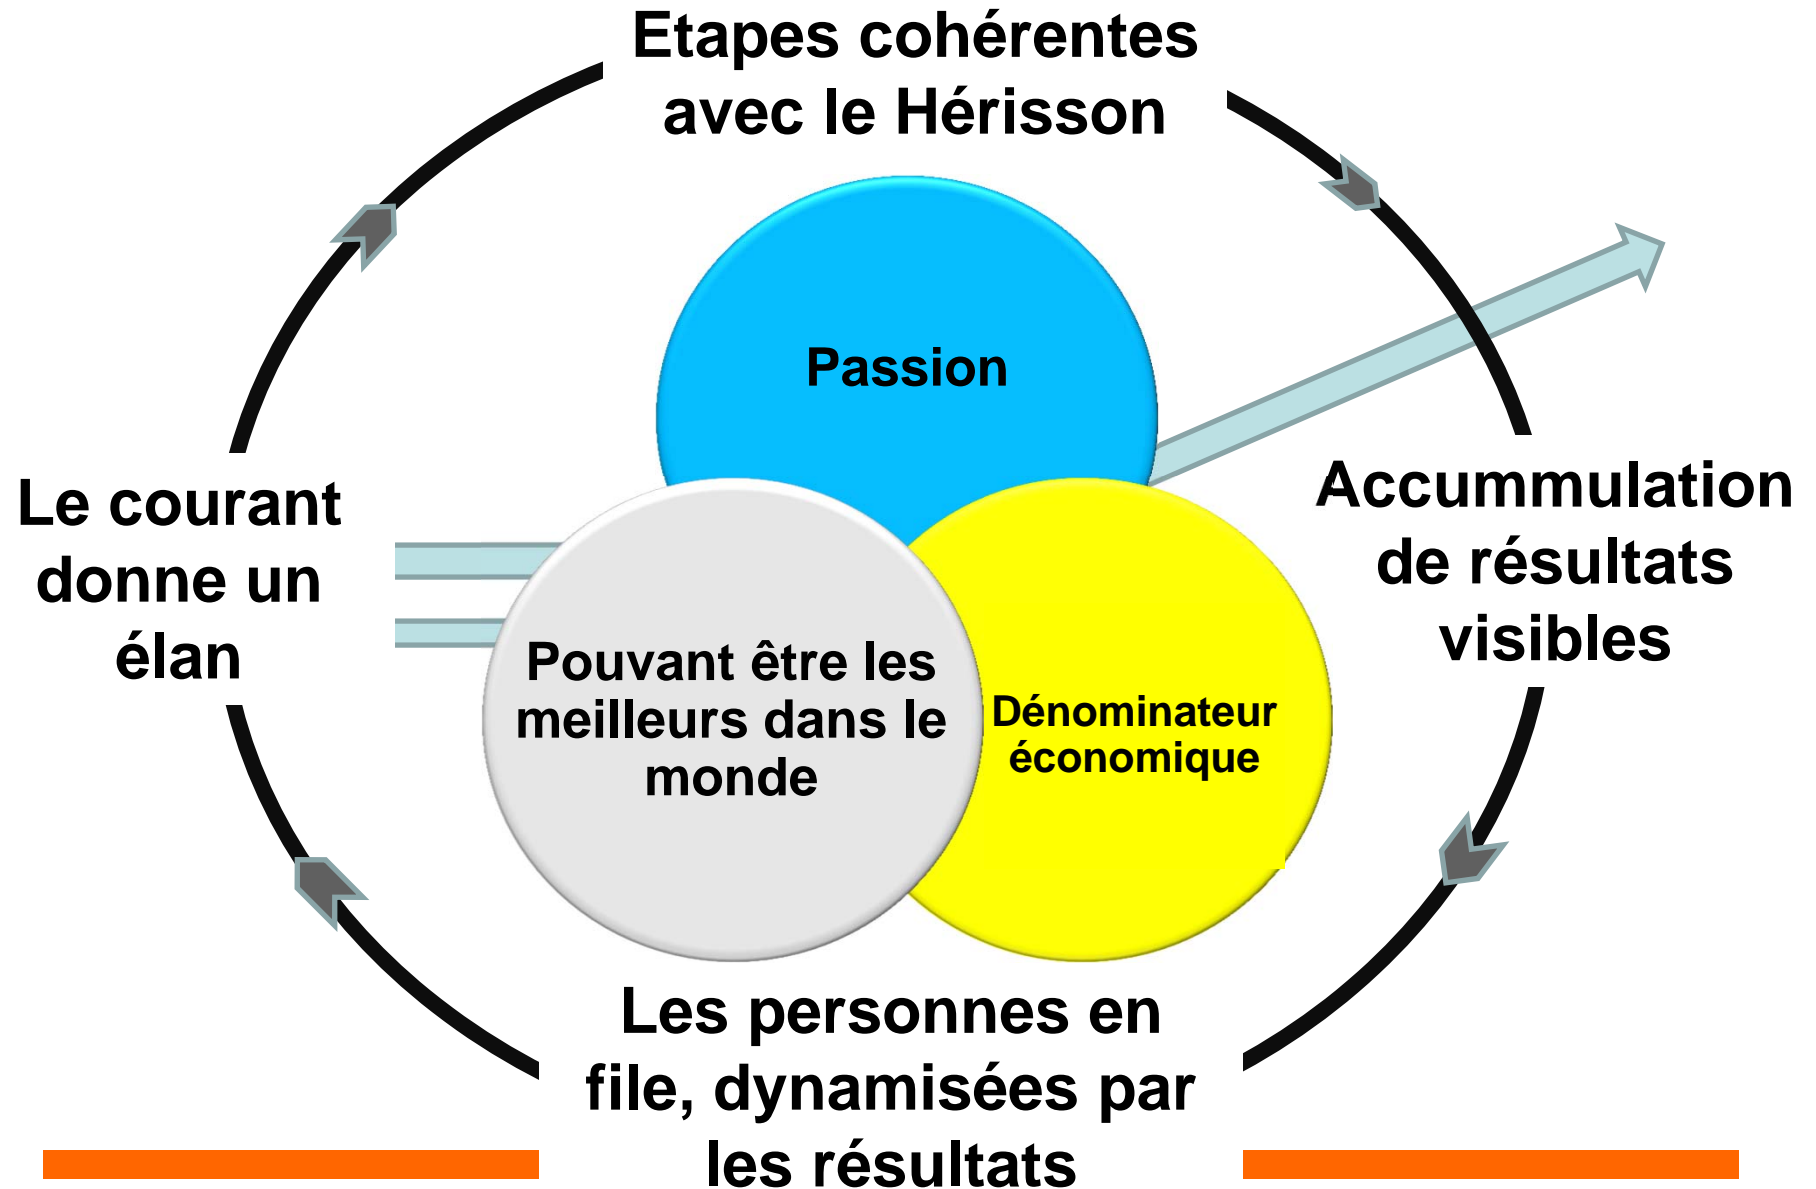 Etapes cohérentes
avec le Hérisson
Passion
Accummulation
de résultats
visibles
Le courant
donne un
élan
Pouvant être les
meilleurs dans le
monde
Dénominateur
économique
Les personnes en
file, dynamisées par
les résultats